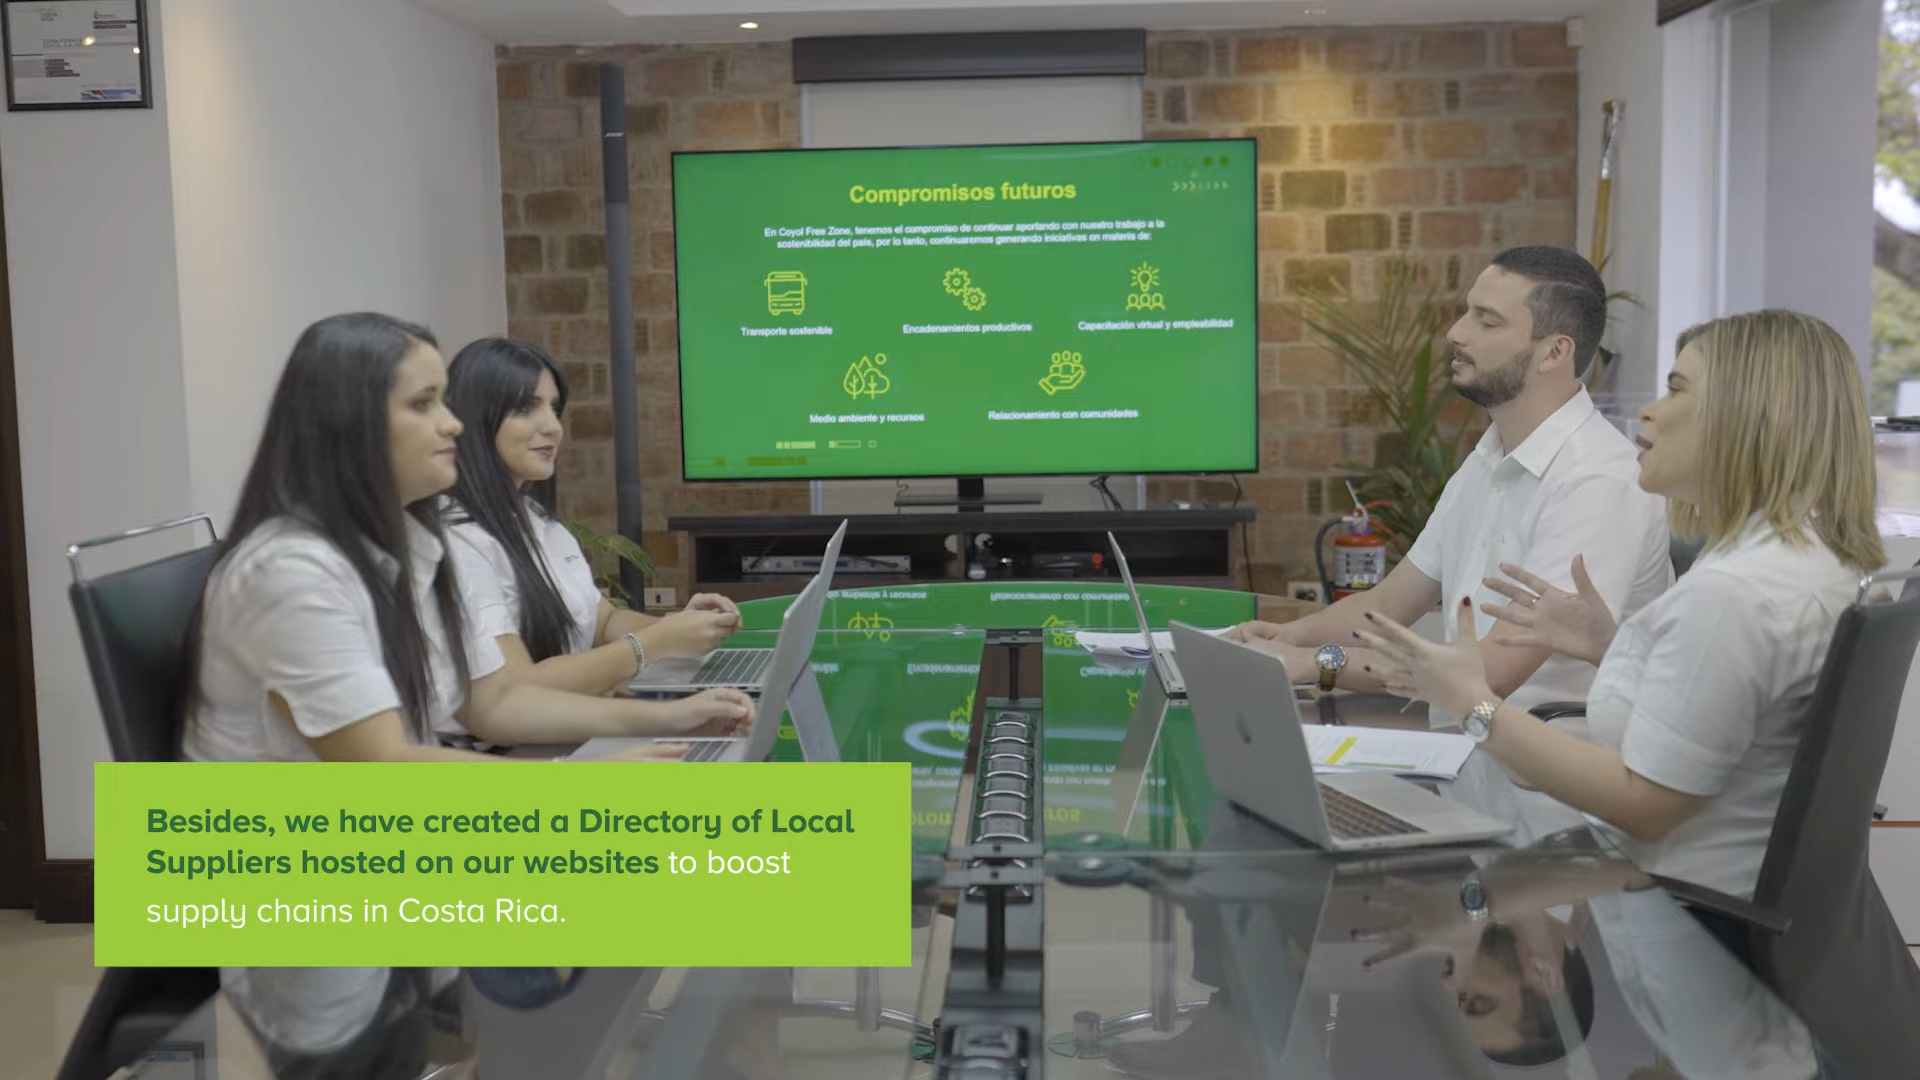 Compromisos futuros
En Coyol Free Zone, tenemos el compromiso de continuar aportando con nuestro trabajo a la
sostenibilidad del país, por lo tanto, continuaremos generando iniciativas en materia de:
Transporte sostenible
Encadenamientos productivos
Capacitación virtual y empleabilidad
Medio ambiente y recursos
Relacionamiento con comunidades
Besides, we have created a Directory of Local
Suppliers hosted on our websites to boost
supply chains in Costa Rica.